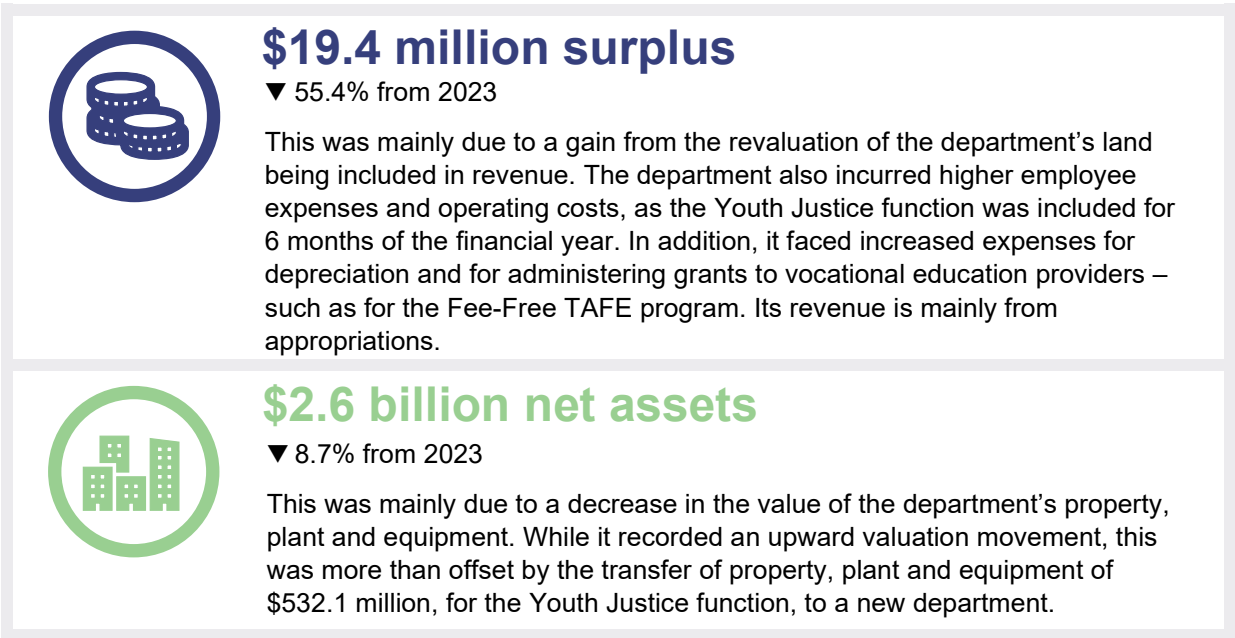 $19.4 million surplus
▼ 55.4% from 2023
This was mainly due to a gain from the revaluation of the department’s land
being included in revenue. The department also incurred higher employee
expenses and operating costs, as the Youth Justice function was included for
6 months of the financial year. In addition, it faced increased expenses for
depreciation and for administering grants to vocational education providers –
such as for the Fee-Free TAFE program. Its revenue is mainly from
appropriations.
$2.6 billion net assets
▼ 8.7% from 2023
This was mainly due to a decrease in the value of the department’s property,
plant and equipment. While it recorded an upward valuation movement, this
was more than offset by the transfer of property, plant and equipment of
$532.1 million, for the Youth Justice function, to a new department.